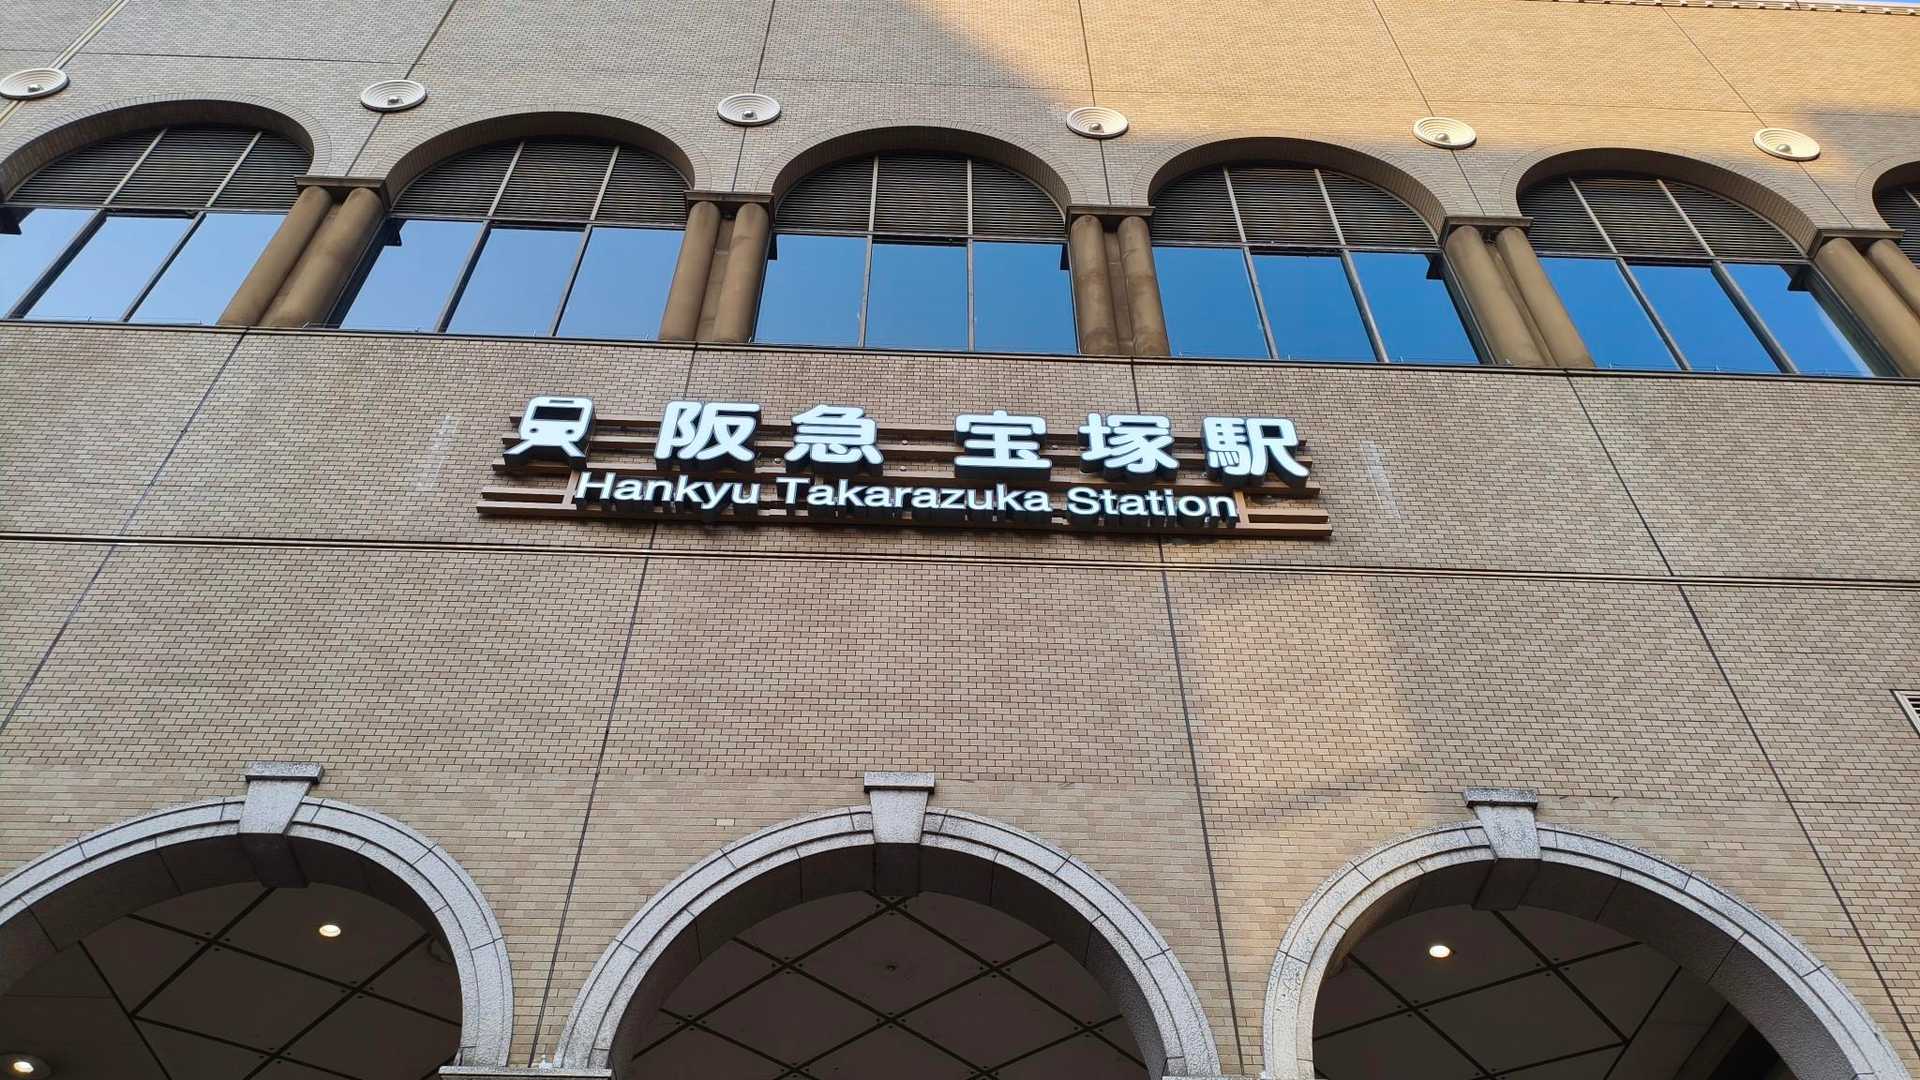 阪急 宝塚駅
Hankyu Takarazuka Station